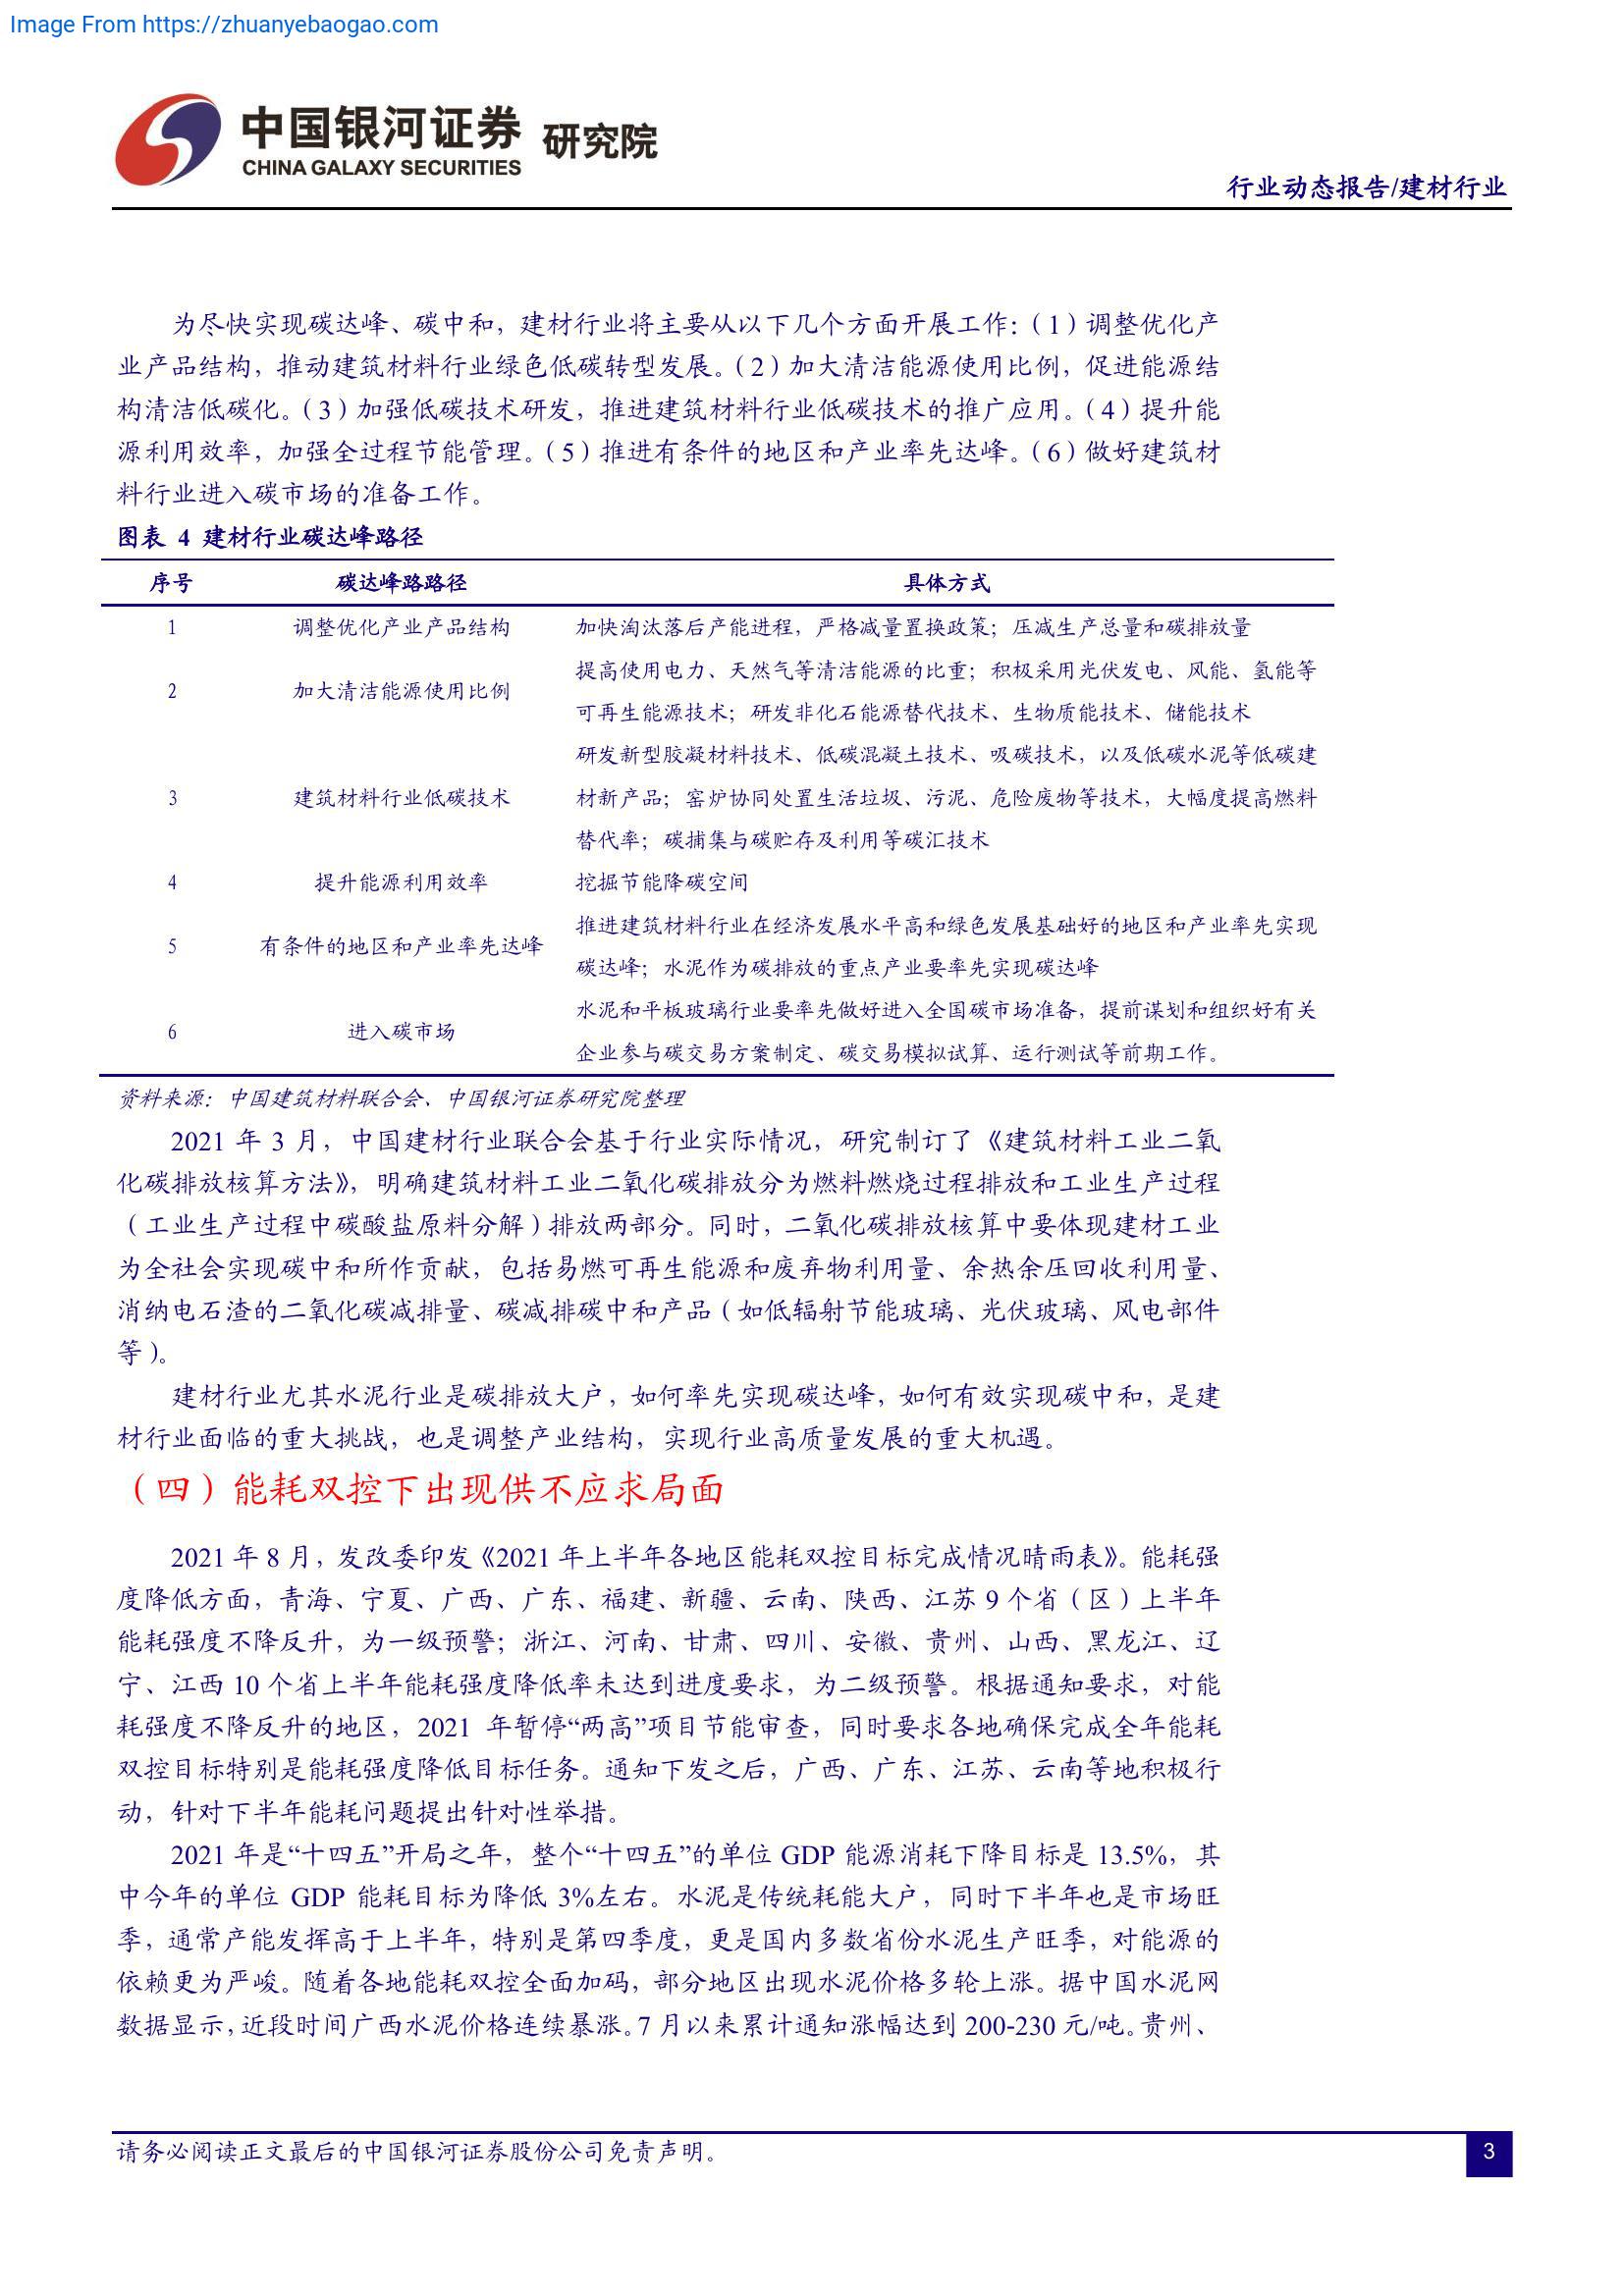 Image From https://zhuanyebaogao.com
中国银河证券 研究院
CHINA GALAXY SECURITIES
行业动态报告/建材行业
为尽快实现碳达峰、碳中和，建材行业将主要从以下几个方面开展工作：（1）调整优化产
业产品结构，推动建筑材料行业绿色低碳转型发展。（2）加大清洁能源使用比例，促进能源结
构清洁低碳化。（3）加强低碳技术研发，推进建筑材料行业低碳技术的推广应用。（4）提升能
源利用效率，加强全过程节能管理。（5）推进有条件的地区和产业率先达峰。（6）做好建筑材
料行业进入碳市场的准备工作。
图表 4 建材行业碳达峰路径
序号 碳达峰路路径 具体方式
1 调整优化产业产品结构 加快淘汰落后产能进程，严格减量置换政策；压减生产总量和碳排放量
提高使用电力、天然气等清洁能源的比重；积极采用光伏发电、风能、氢能等
2 加大清洁能源使用比例
可再生能源技术；研发非化石能源替代技术、生物质能技术、储能技术
研发新型胶凝材料技术、低碳混凝土技术、吸碳技术，以及低碳水泥等低碳建
3 建筑材料行业低碳技术 材新产品；窑炉协同处置生活垃圾、污泥、危险废物等技术，大幅度提高燃料
替代率；碳捕集与碳贮存及利用等碳汇技术
4 提升能源利用效率 挖掘节能降碳空间
推进建筑材料行业在经济发展水平高和绿色发展基础好的地区和产业率先实现
5 有条件的地区和产业率先达峰
碳达峰；水泥作为碳排放的重点产业要率先实现碳达峰
水泥和平板玻璃行业要率先做好进入全国碳市场准备，提前谋划和组织好有关
6 进入碳市场
企业参与碳交易方案制定、碳交易模拟试算、运行测试等前期工作。
资料来源：中国建筑材料联合会、中国银河证券研究院整理
2021 年 3 月，中国建材行业联合会基于行业实际情况，研究制订了《建筑材料工业二氧
化碳排放核算方法》，明确建筑材料工业二氧化碳排放分为燃料燃烧过程排放和工业生产过程
（工业生产过程中碳酸盐原料分解）排放两部分。同时，二氧化碳排放核算中要体现建材工业
为全社会实现碳中和所作贡献，包括易燃可再生能源和废弃物利用量、余热余压回收利用量、
消纳电石渣的二氧化碳减排量、碳减排碳中和产品（如低辐射节能玻璃、光伏玻璃、风电部件
等）。
建材行业尤其水泥行业是碳排放大户，如何率先实现碳达峰，如何有效实现碳中和，是建
材行业面临的重大挑战，也是调整产业结构，实现行业高质量发展的重大机遇。
（四）能耗双控下出现供不应求局面
2021 年 8 月，发改委印发《2021 年上半年各地区能耗双控目标完成情况晴雨表》。能耗强
度降低方面，青海、宁夏、广西、广东、福建、新疆、云南、陕西、江苏 9 个省（区）上半年
能耗强度不降反升，为一级预警；浙江、河南、甘肃、四川、安徽、贵州、山西、黑龙江、辽
宁、江西 10 个省上半年能耗强度降低率未达到进度要求，为二级预警。根据通知要求，对能
耗强度不降反升的地区，2021 年暂停“两高”项目节能审查，同时要求各地确保完成全年能耗
双控目标特别是能耗强度降低目标任务。通知下发之后，广西、广东、江苏、云南等地积极行
动，针对下半年能耗问题提出针对性举措。
2021 年是“十四五”开局之年，整个“十四五”的单位 GDP 能源消耗下降目标是 13.5%，其
中今年的单位 GDP 能耗目标为降低 3%左右。水泥是传统耗能大户，同时下半年也是市场旺
季，通常产能发挥高于上半年，特别是第四季度，更是国内多数省份水泥生产旺季，对能源的
依赖更为严峻。随着各地能耗双控全面加码，部分地区出现水泥价格多轮上涨。据中国水泥网
数据显示，近段时间广西水泥价格连续暴涨。7 月以来累计通知涨幅达到 200-230 元/吨。贵州、
请务必阅读正文最后的中国银河证券股份公司免责声明。
3